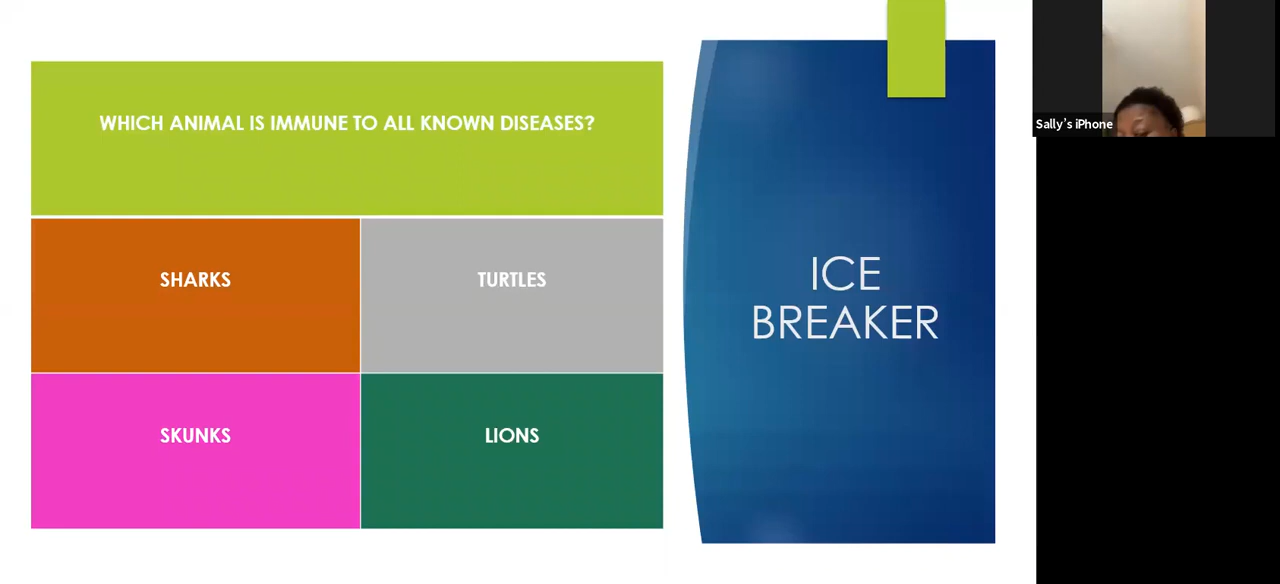 WHICH ANIMAL IS IMMUNE TO ALL KNOWN DISEASES?
SHARKS
TURTLES
SKUNKS
LIONS
ICE
BREAKER
Sally's iPhone